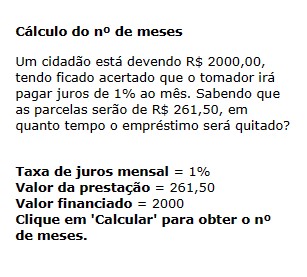 Cálculo do nº de meses
Um cidadão está devendo R$ 2000,00,
tendo ficado acertado que o tomador irá
pagar juros de 1% ao mês. Sabendo que
as parcelas serão de R$ 261,50, em
quanto tempo o empréstimo será quitado?
Taxa de juros mensal = 1%
Valor da prestação = 261,50
Valor financiado = 2000
Clique em 'Calcular' para obter o nº
de meses.